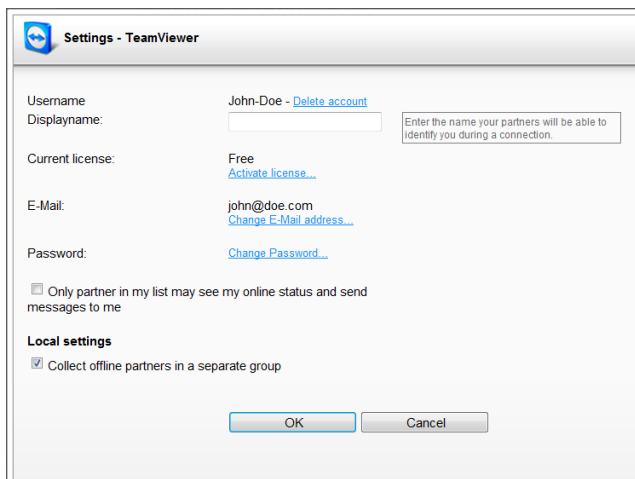 Settings - TeamViewer
Username John-Doe - Delete account
Displayname:
Enter the name your partners will be able to
identify you during a connection.
Current license: Free
Activate license...
E-Mail: john@doe.com
Change E-Mail address...
Password: Change Password...
Only partner in my list may see my online status and send
messages to me
Local settings
Collect offline partners in a separate group
OK Cancel